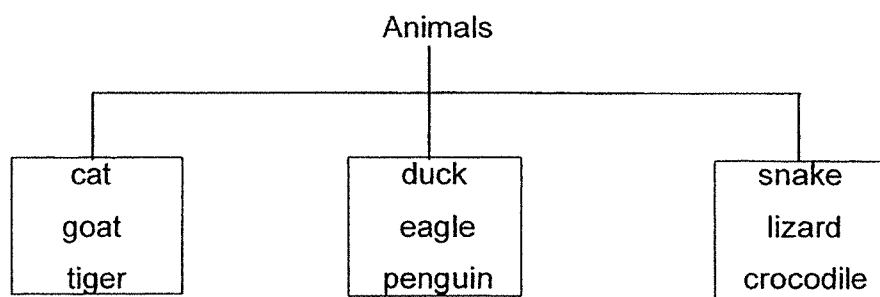 Animals
cat
goat
tiger
duck
eagle
penguin
snake
lizard
crocodile